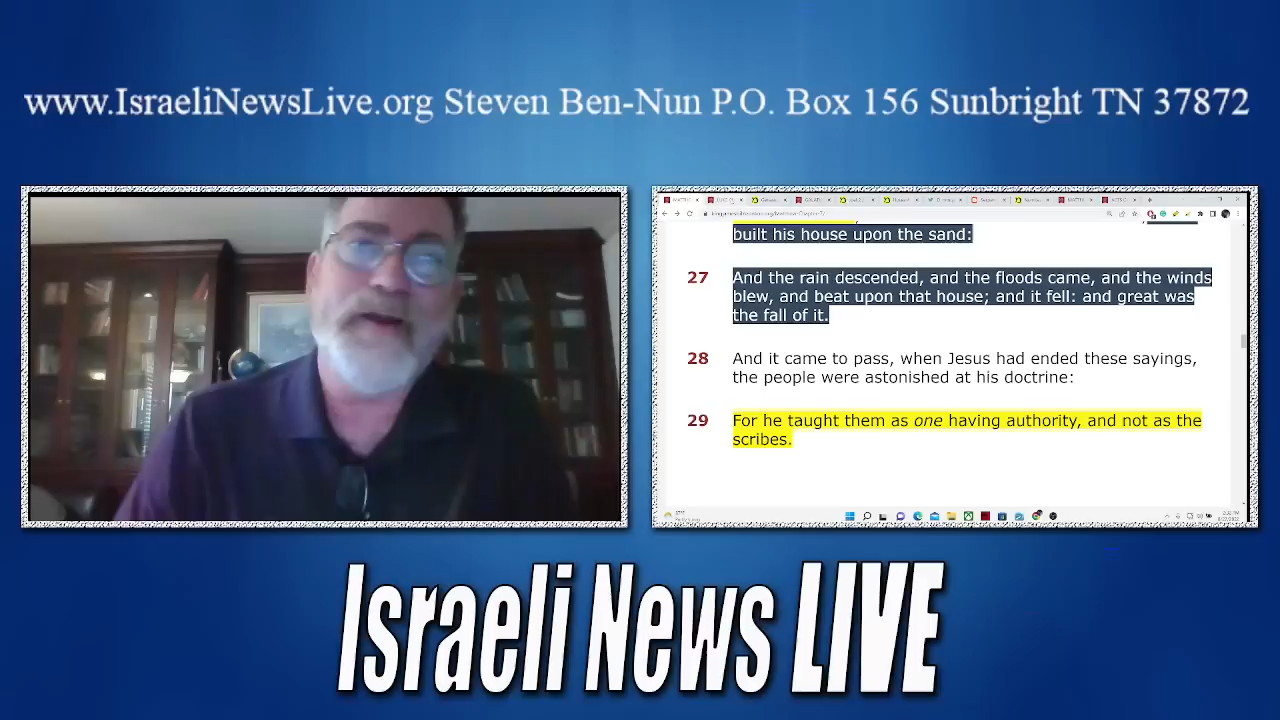 www.IsraeliNewsLive.org Steven Ben-Nun P.O. Box 156 Sunbright TN 37872
built his house upon the sand:
27 And the rain descended, and the floods came, and the winds
blew, and beat upon that house; and it fell: and great was
the fall of it.
28 And it came to pass, when Jesus had ended these sayings,
the people were astonished at his doctrine:
29 For he taught them as one having authority, and not as the
scribes.
Israeli News LIVE